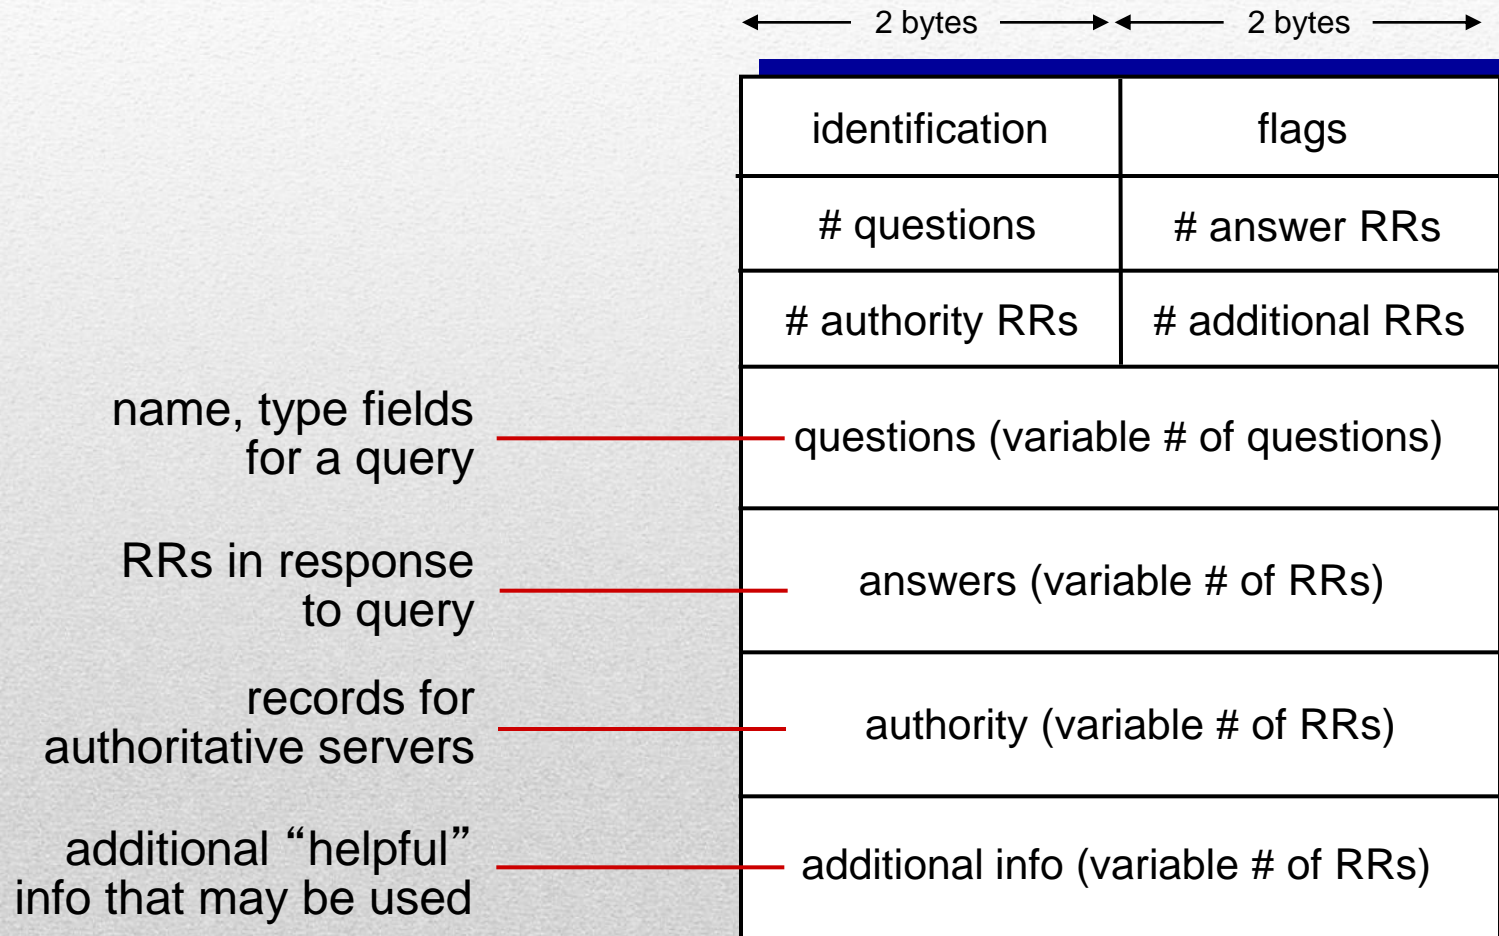 2 bytes 2 bytes
identification flags
# questions # answer RRs
# authority RRs # additional RRs
name, type fields
for a query
questions (variable # of questions)
RRs in response
to query
answers (variable # of RRs)
records for
authoritative servers
authority (variable # of RRs)
additional “helpful”
info that may be used
additional info (variable # of RRs)